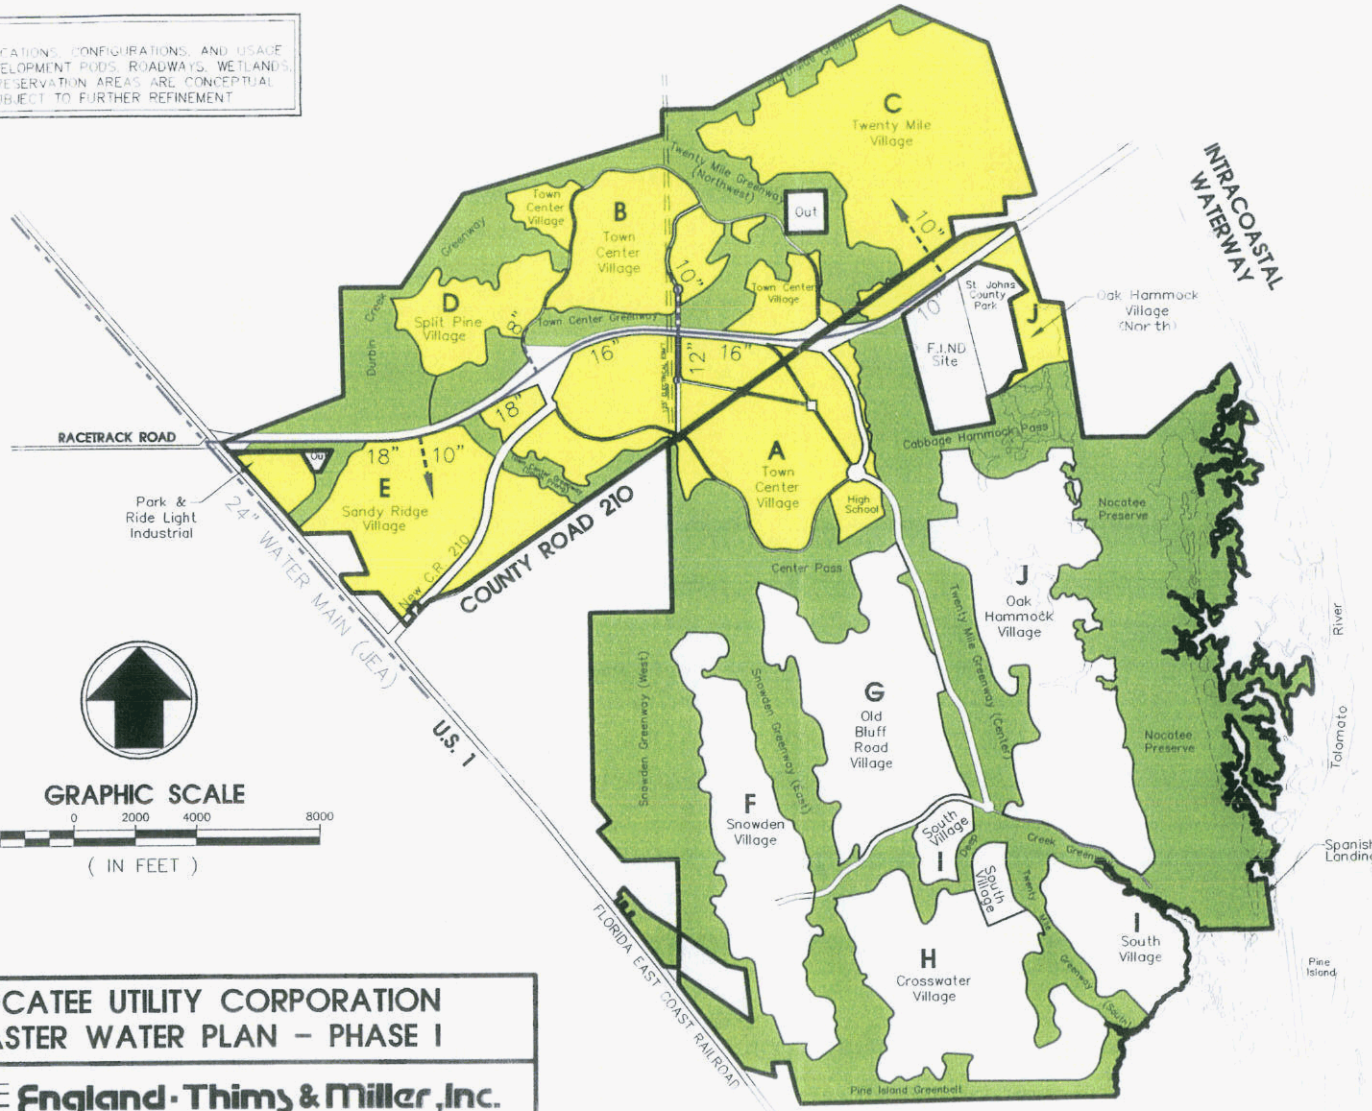 CATIONS, CONFIGURATIONS, AND USAGE
ELOPMENT PODS, ROADWAYS, WETLANDS,
ESERVATION AREAS ARE CONCEPTUAL
BJECT TO FURTHER REFINEMENT
C
Twenty Mile
Village
INTRACOASTAL
WATERWAY
Twenty Mile Greenway
(Northwest)
Out
Town
Center
Village
B
Town
Center
Village
Greenway
Creek
Durbin
D
Split Pine
Village
8"
Town Center Greenway
10"
Town Center
Village
10"
10"
St. Johns
County
Park
J
Oak Hammock
Village
(North)
F.I.ND
Site
16"
12"
16"
18"
RACETRACK ROAD
Out
18"
10"
E
Sandy Ridge
Village
Park &
Ride Light
Industrial
24" WATER MAIN (JEA)
New C.R. 210
COUNTY ROAD 210
A
Town
Center
Village
High
School
Cabbage Hammock Pass
Nocatee
Preserve
Center Pass
J
Oak
Hammock
Village
Twenty Mile Greenway (Center)
River
Tolomato
Nocatee
Preserve
Snowden Greenway (West)
Snowden Greenway (East)
G
Old
Bluff
Road
Village
F
Snowden
Village
U.S. 1
GRAPHIC SCALE
0 2000 4000 8000
( IN FEET )
South
Village
I
Deep
Creek Greenway
South
Village
Twenty
Mile
Greenway
(South)
I
South
Village
Spanish
Landing
Pine
Island
H
Crosswater
Village
FLORIDA EAST COAST RAILROAD
Pine Island Greenbelt
CATEE UTILITY CORPORATION
ASTER WATER PLAN – PHASE I
England·Thims & Miller, Inc.